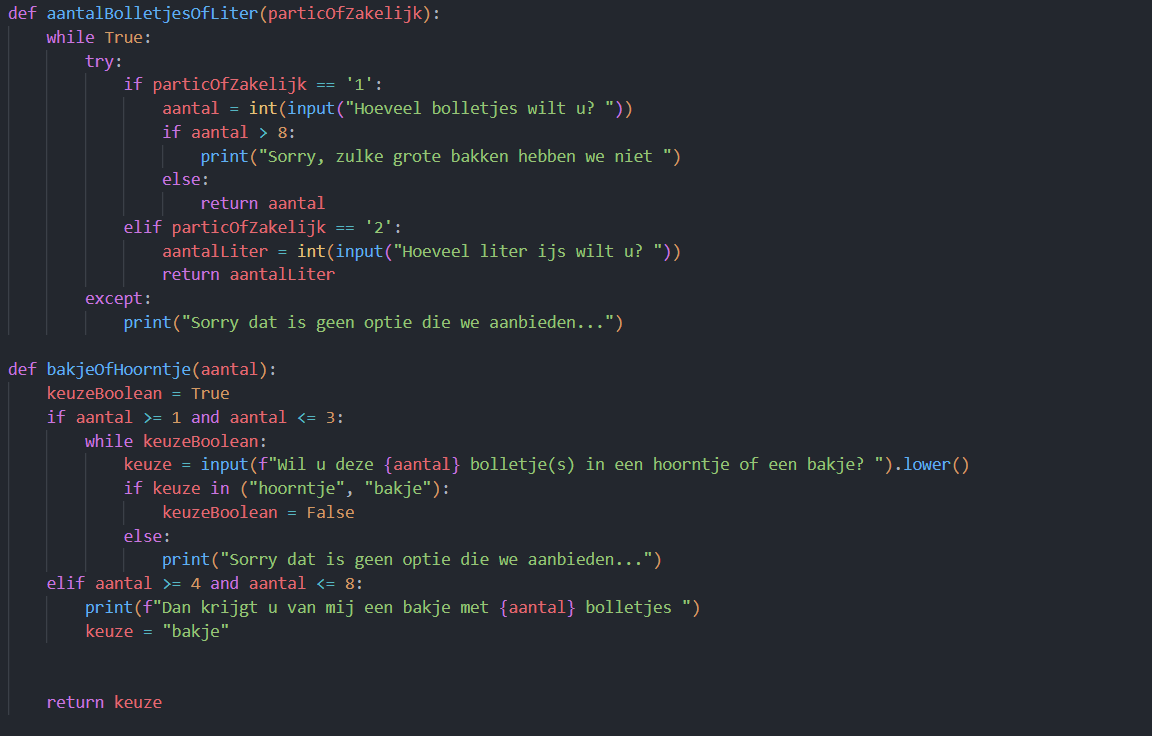 def aantalBolletjesOfLiter(particOfZakelijk):
    while True:
        try:
            if particOfZakelijk == '1':
                aantal = int(input("Hoeveel bolletjes wilt u? "))
                if aantal > 8:
                    print("Sorry, zulke grote bakken hebben we niet ")
                else:
                    return aantal
            elif particOfZakelijk == '2':
                aantalLiter = int(input("Hoeveel liter ijs wilt u? "))
                return aantalLiter
        except:
            print("Sorry dat is geen optie die we aanbieden...")

def bakjeOfHoorntje(aantal):
    keuzeBoolean = True
    if aantal >= 1 and aantal <= 3:
        while keuzeBoolean:
            keuze = input(f"Wil u deze {aantal} bolletje(s) in een hoorntje of een bakje? ").lower()
            if keuze in ("hoorntje", "bakje"):
                keuzeBoolean = False
            else:
                print("Sorry dat is geen optie die we aanbieden...")
    elif aantal >= 4 and aantal <= 8:
        print(f"Dan krijgt u van mij een bakje met {aantal} bolletjes ")
        keuze = "bakje"


    return keuze